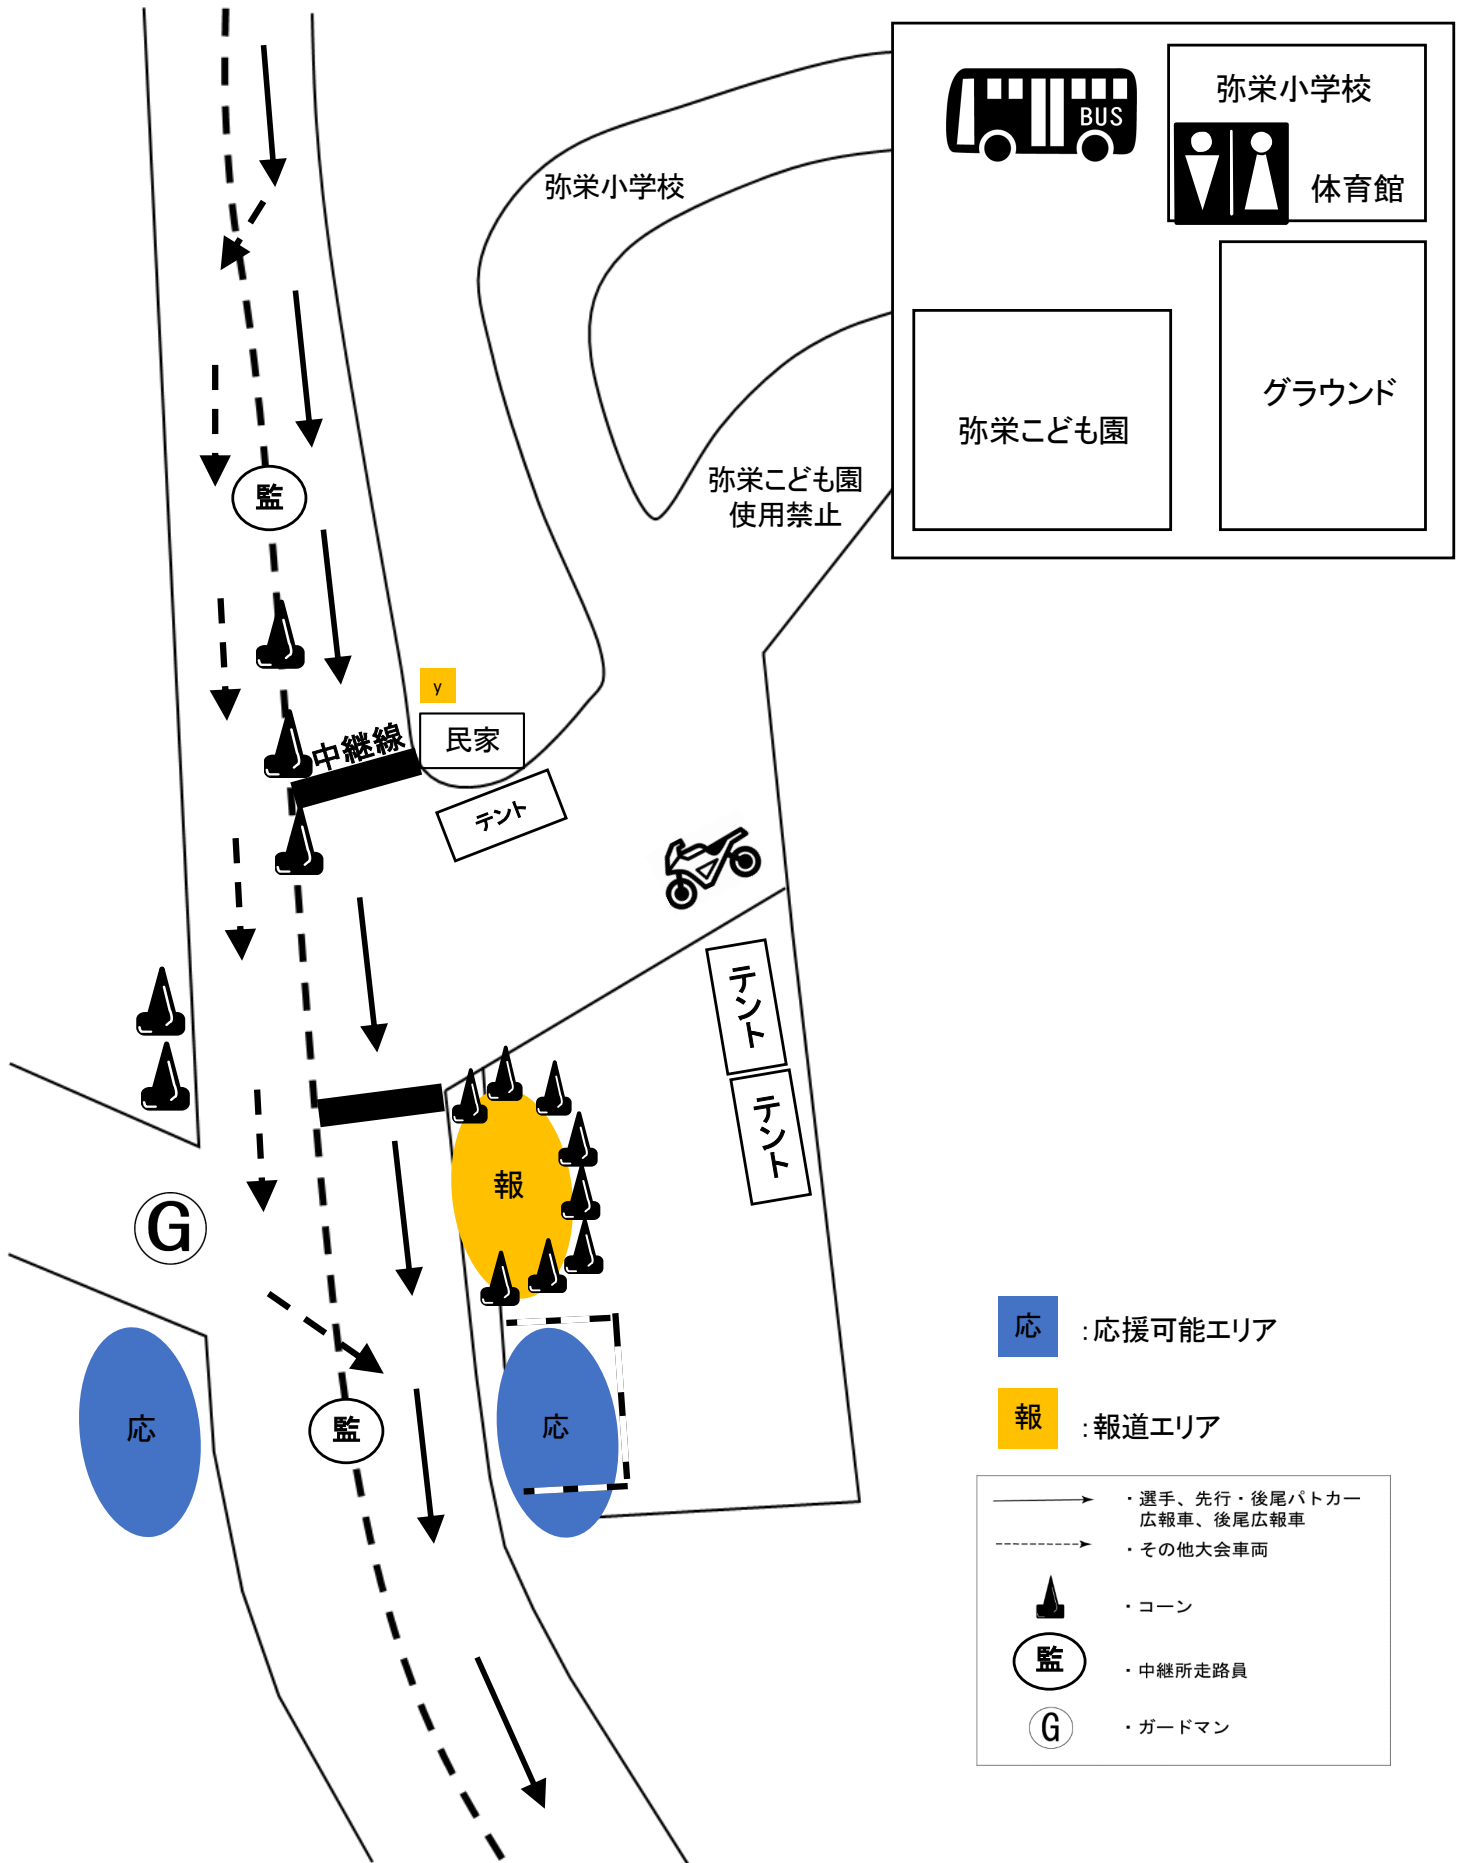 BUS
弥栄小学校
体育館
弥栄小学校
グラウンド
弥栄こども園
弥栄こども園
使用禁止
監
y
中継線
民家
テント
テント
テント
報
G
応
監
応
応
：応援可能エリア
報
：報道エリア
・選手、先行・後尾パトカー
広報車、後尾広報車
・その他大会車両
・コーン
監
・中継所走路員
G
・ガードマン